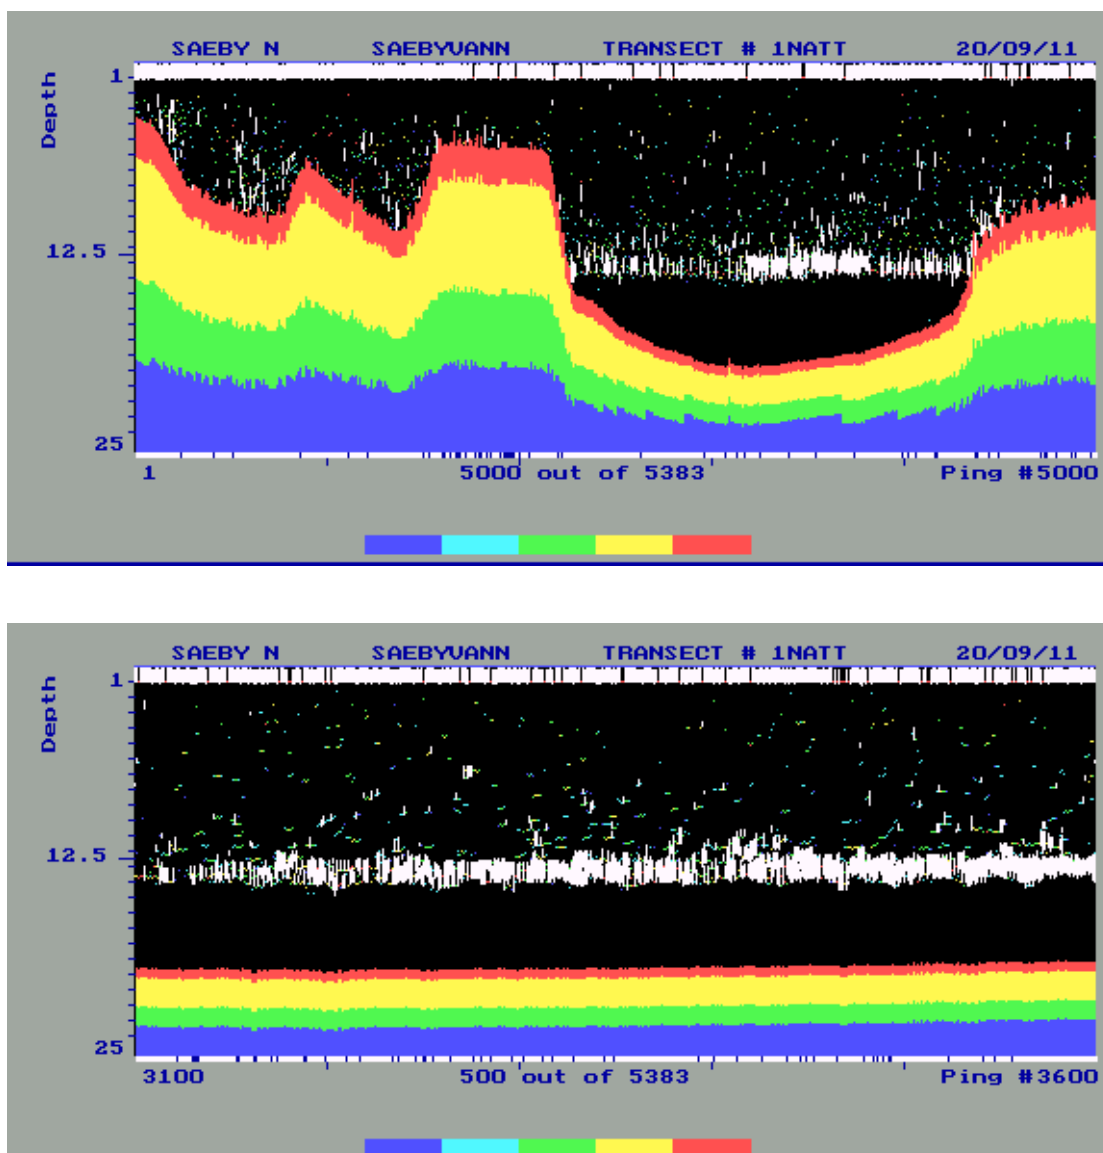 SAEBY N SAEBYVANN TRANSECT # 1NATT 20/09/11
Depth
1
12.5
25
1 5000 out of 5383 Ping #5000
SAEBY N SAEBYVANN TRANSECT # 1NATT 20/09/11
Depth
1
12.5
25
3100 500 out of 5383 Ping #3600